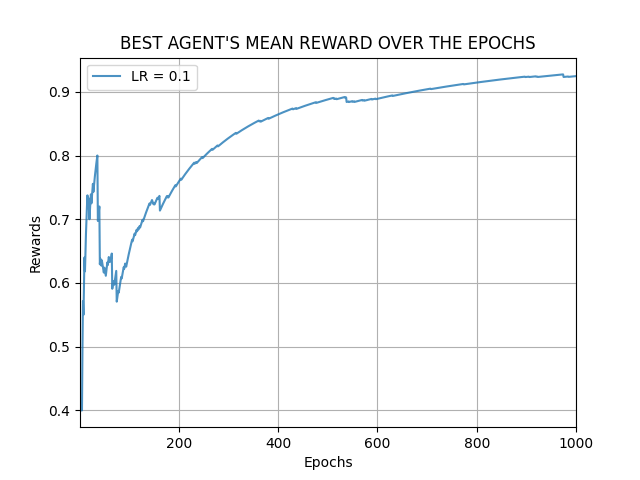 BEST AGENT'S MEAN REWARD OVER THE EPOCHS
LR = 0.1
0.9
0.8
0.7
0.6
0.5
0.4
Rewards
200 400 600 800 1000
Epochs